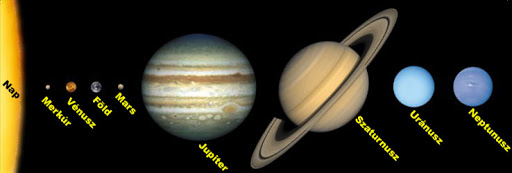 Nap
Merkúr
Vénusz
Föld
Mars
Jupiter
Szaturnusz
Uránusz
Neptunusz